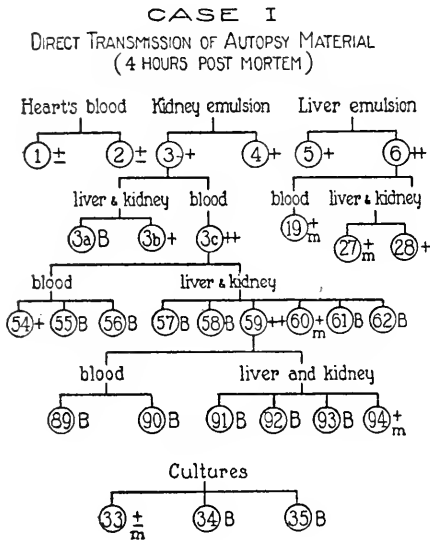 CASE I
DIRECT TRANSMISSION OF AUTOPSY MATERIAL
(4 HOURS POST MORTEM)
Heart's blood Kidney emulsion Liver emulsion
1 ± 2 ± 3 -+ 4 + 5 + 6 ++
liver & kidney blood blood liver & kidney
3a B 3b + 3c ++ 19 +/m 27 +/m 28 +
blood liver & kidney
54 + 55 B 56 B 57 B 58 B 59 ++ 60 +/m 61 B 62 B
blood liver and kidney
89 B 90 B 91 B 92 B 93 B 94 +/m
Cultures
33 ±/m 34 B 35 B